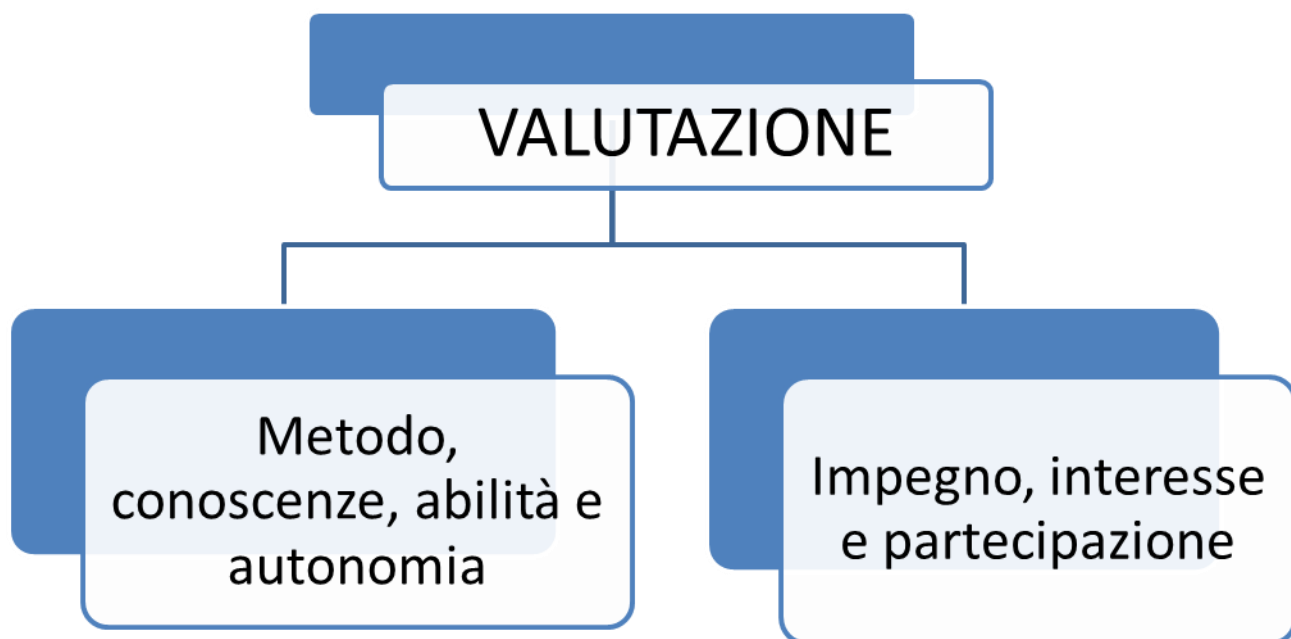 VALUTAZIONE
Metodo,
conoscenze, abilità e
autonomia
Impegno, interesse
e partecipazione